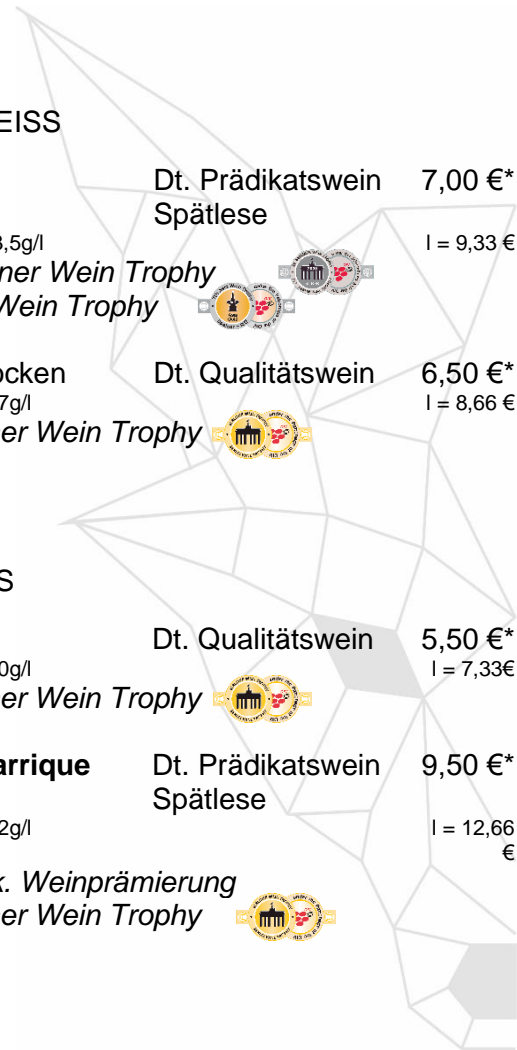 EISS
Dt. Prädikatswein 7,00 €*
Spätlese
,5g/l l = 9,33 €
ner Wein Trophy
Wein Trophy
ocken Dt. Qualitätswein 6,50 €*
7g/l l = 8,66 €
er Wein Trophy
S
Dt. Qualitätswein 5,50 €*
0g/l l = 7,33€
er Wein Trophy
arrique Dt. Prädikatswein 9,50 €*
Spätlese
2g/l l = 12,66
€
k. Weinprämierung
er Wein Trophy